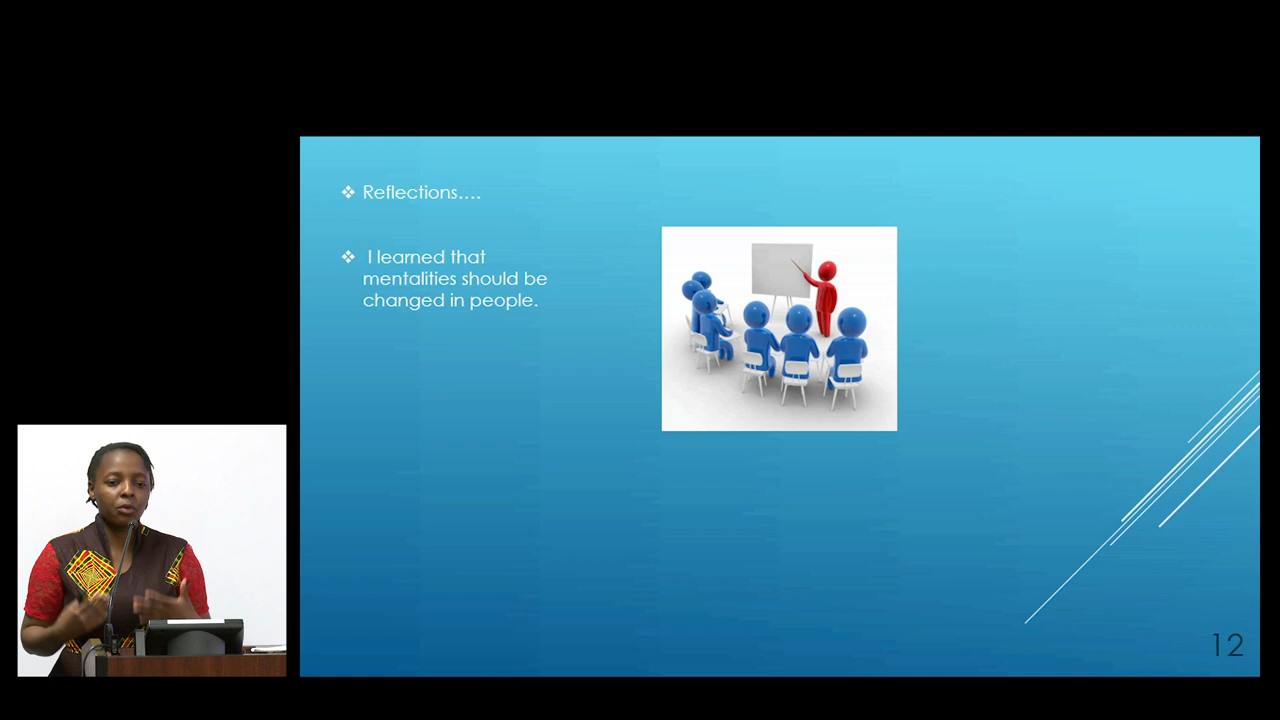 ❖ Reflections....
❖ I learned that
mentalities should be
changed in people.
12